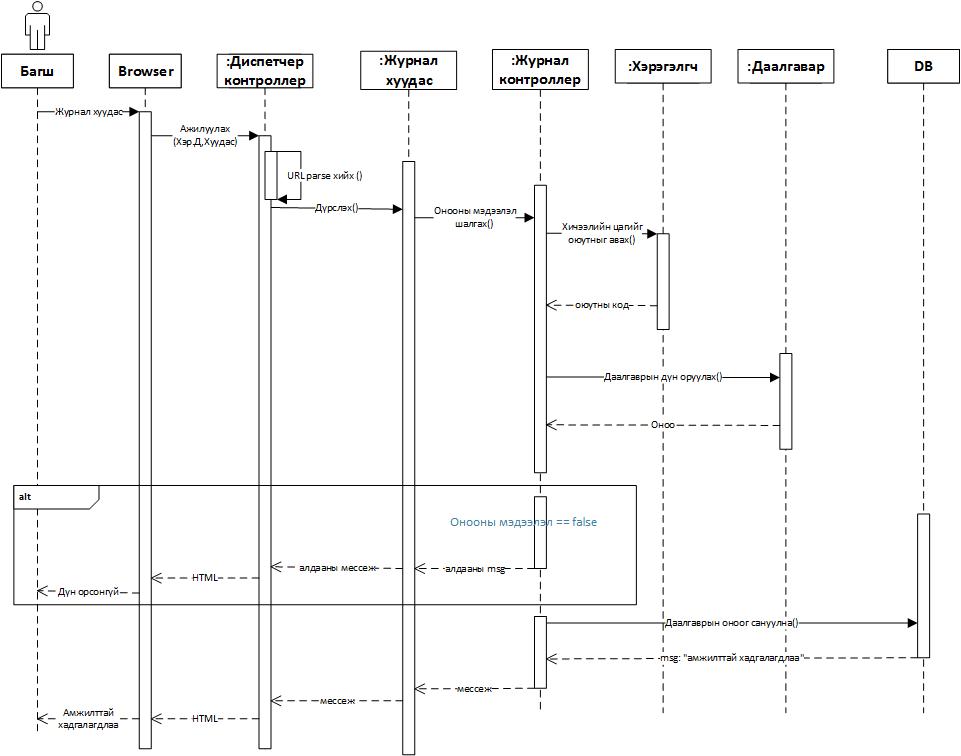 Багш
Browser
:Диспетчер
контроллер
:Журнал
хуудас
:Журнал
контроллер
:Хэрэгэлгч
:Даалгавар
DB
Журнал хуудас
Ажилуулах
(Хэр,Д,Хуудас)
URL parse хийх ()
Дүрслэх()
Онооны мэдээлэл
шалгах()
Хичээлийн цагийг
оюутныг авах()
оюутны код
Даалгаврын дүн оруулах()
Оноо
alt
Онооны мэдээлэл == false
алдааны msg
алдааны мессеж
HTML
Дүн орсонгүй
Даалгаврын оноог сануулна()
msg: "амжилттай хадгалагдлаа"
мессеж
мессеж
HTML
Амжилттай
хадгалагдлаа